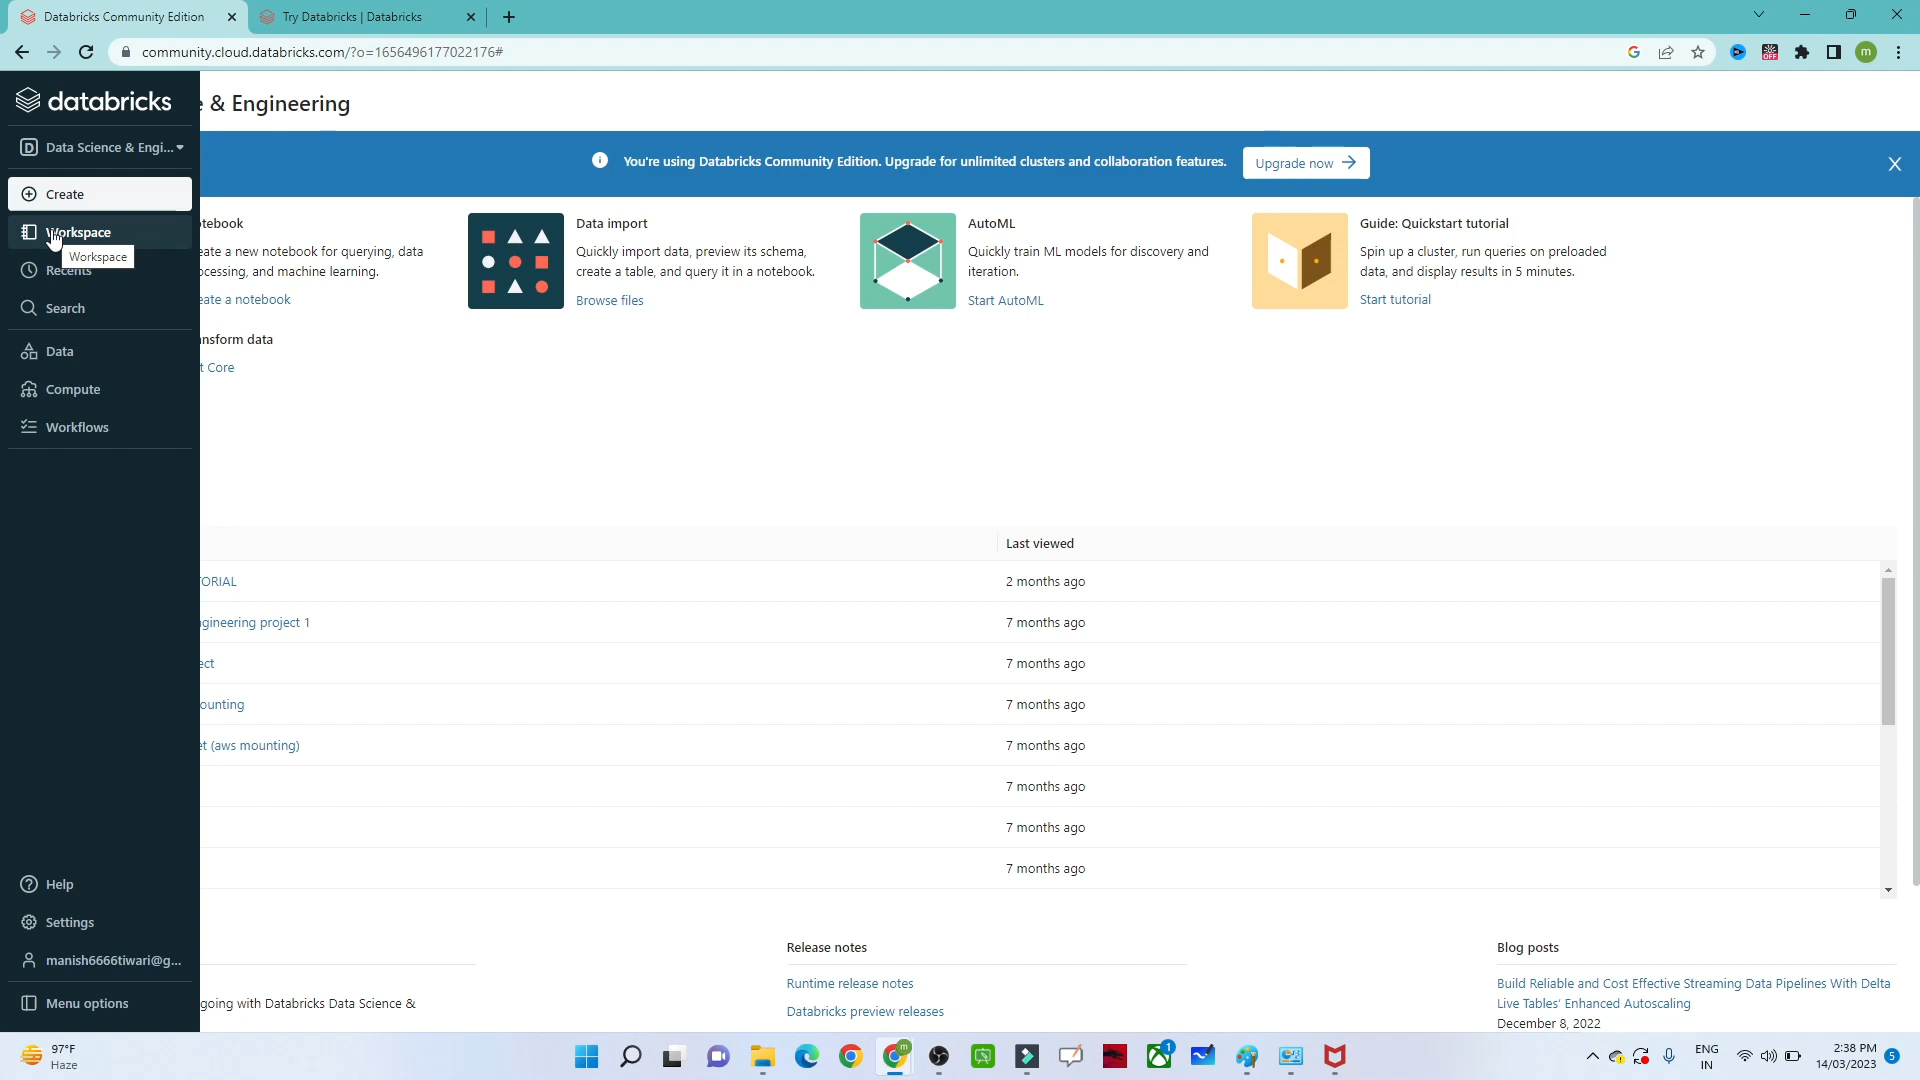 Databricks Community Edition
Try Databricks | Databricks
community.cloud.databricks.com/?o=1656496177022176#
OFF
m
databricks
& Engineering
D
Data Science & Engi...
You're using Databricks Community Edition. Upgrade for unlimited clusters and collaboration features.
Upgrade now
X
Create
Workspace
Workspace
Recents
Search
Data
Compute
Workflows
tebook
eate a new notebook for querying, data
ocessing, and machine learning.
eate a notebook
Data import
Quickly import data, preview its schema,
create a table, and query it in a notebook.
Browse files
AutoML
Quickly train ML models for discovery and
iteration.
Start AutoML
Guide: Quickstart tutorial
Spin up a cluster, run queries on preloaded
data, and display results in 5 minutes.
Start tutorial
ansform data
t Core
Last viewed
TORIAL
2 months ago
ngineering project 1
7 months ago
ect
7 months ago
ounting
7 months ago
et (aws mounting)
7 months ago
7 months ago
7 months ago
7 months ago
Help
Settings
manish6666tiwari@g...
Menu options
going with Databricks Data Science &
Release notes
Runtime release notes
Databricks preview releases
Blog posts
Build Reliable and Cost Effective Streaming Data Pipelines With Delta
Live Tables' Enhanced Autoscaling
December 8, 2022
97°F
Haze
m
1
ENG
IN
2:38 PM
14/03/2023
5